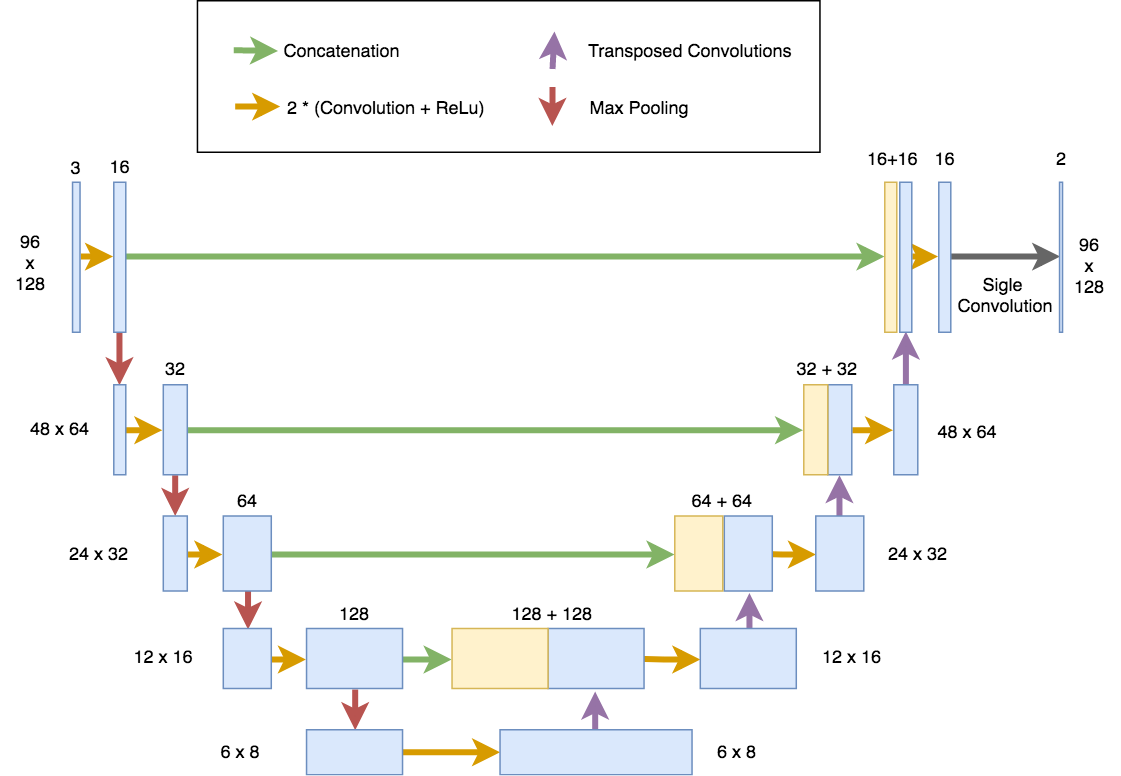 Concatenation
Transposed Convolutions
2 * (Convolution + ReLu)
Max Pooling
3
16
16+16
16
2
96
x
128
96
x
128
Sigle
Convolution
32
32 + 32
48 x 64
48 x 64
64
64 + 64
24 x 32
24 x 32
128
128 + 128
12 x 16
12 x 16
6 x 8
6 x 8